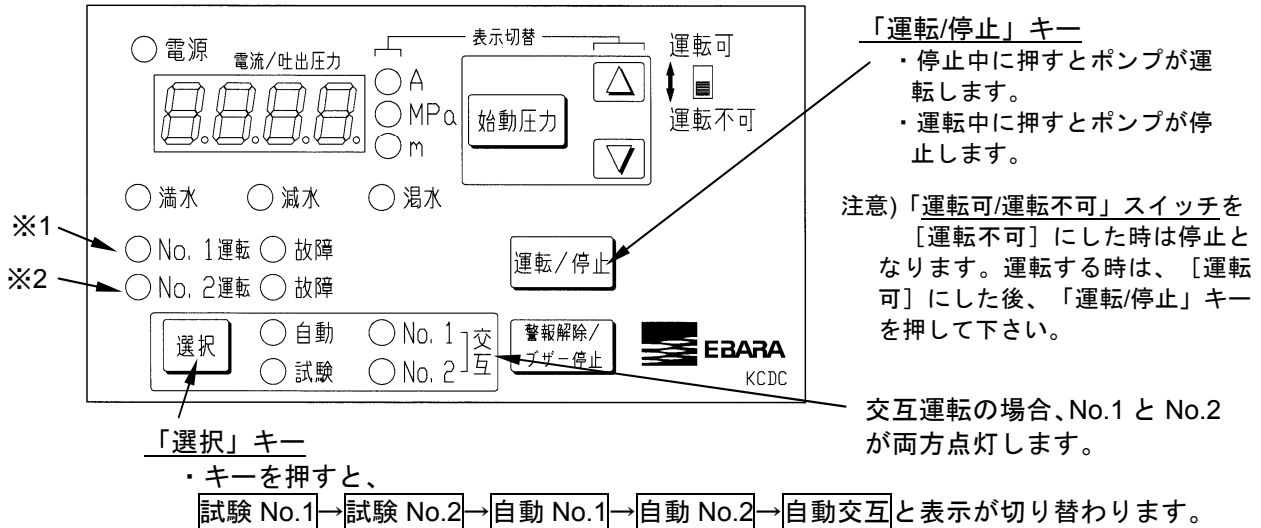 電源
電流/吐出圧力
8.8.8.8.
表示切替
A
MPa
m
始動圧力
△
▽
運転可
運転不可
満水
減水
渇水
※1
No. 1運転
故障
※2
No. 2運転
故障
運転/停止
選択
自動
試験
No. 1
No. 2
交互
警報解除/
ブザー停止
EBARA
KCDC
「運転/停止」キー
・停止中に押すとポンプが運
転します。
・運転中に押すとポンプが停
止します。
注意)「運転可/運転不可」スイッチを
［運転不可］にした時は停止と
なります。運転する時は、［運転
可］にした後、「運転/停止」キー
を押して下さい。
交互運転の場合、No.1 と No.2
が両方点灯します。
「選択」キー
・キーを押すと、
試験 No.1→試験 No.2→自動 No.1→自動 No.2→自動交互と表示が切り替わります。